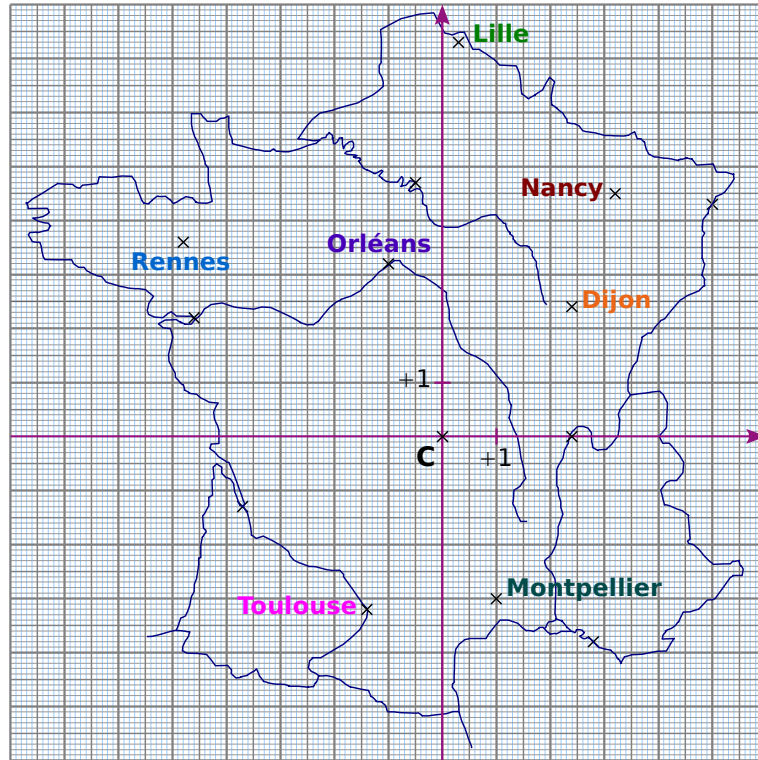 Lille
Nancy
Orléans
Rennes
Dijon
+1
C
+1
Montpellier
Toulouse